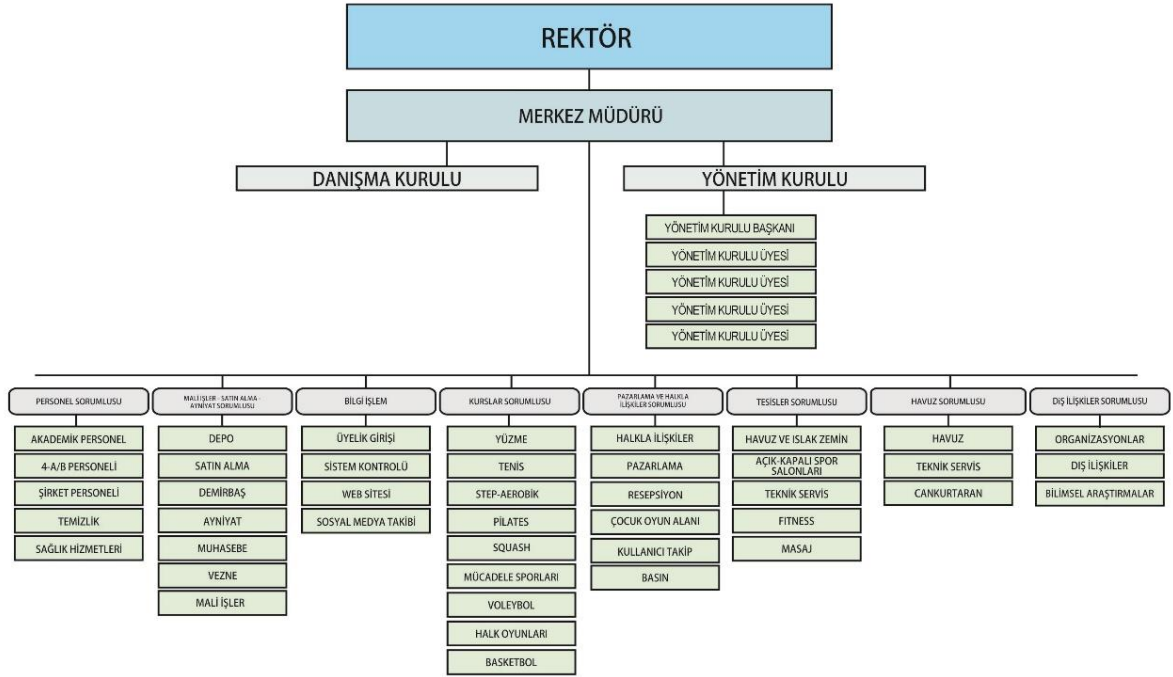 REKTÖR
MERKEZ MÜDÜRÜ
DANIŞMA KURULU
YÖNETİM KURULU
YÖNETİM KURULU BAŞKANI
YÖNETİM KURULU ÜYESİ
YÖNETİM KURULU ÜYESİ
YÖNETİM KURULU ÜYESİ
YÖNETİM KURULU ÜYESİ
PERSONEL SORUMLUSU
AKADEMİK PERSONEL
4-A/B PERSONELİ
ŞİRKET PERSONELİ
TEMİZLİK
SAĞLIK HİZMETLERİ
MALİ İŞLER - SATIN ALMA -
AYNİYAT SORUMLUSU
DEPO
SATIN ALMA
DEMİRBAŞ
AYNİYAT
MUHASEBE
VEZNE
MALİ İŞLER
BİLGİ İŞLEM
ÜYELİK GİRİŞİ
SİSTEM KONTROLÜ
WEB SİTESİ
SOSYAL MEDYA TAKİBİ
KURSLAR SORUMLUSU
YÜZME
TENİS
STEP-AEROBİK
PİLATES
SQUASH
MÜCADELE SPORLARI
VOLEYBOL
HALK OYUNLARI
BASKETBOL
PAZARLAMA VE HALKLA
İLİŞKİLER SORUMLUSU
HALKLA İLİŞKİLER
PAZARLAMA
RESEPSİYON
ÇOCUK OYUN ALANI
KULLANICI TAKİP
BASIN
TESİSLER SORUMLUSU
HAVUZ VE ISLAK ZEMİN
AÇIK-KAPALI SPOR
SALONLARI
TEKNİK SERVİS
FITNESS
MASAJ
HAVUZ SORUMLUSU
HAVUZ
TEKNİK SERVİS
CANKURTARAN
DIŞ İLİŞKİLER SORUMLUSU
ORGANİZASYONLAR
DIŞ İLİŞKİLER
BİLİMSEL ARAŞTIRMALAR